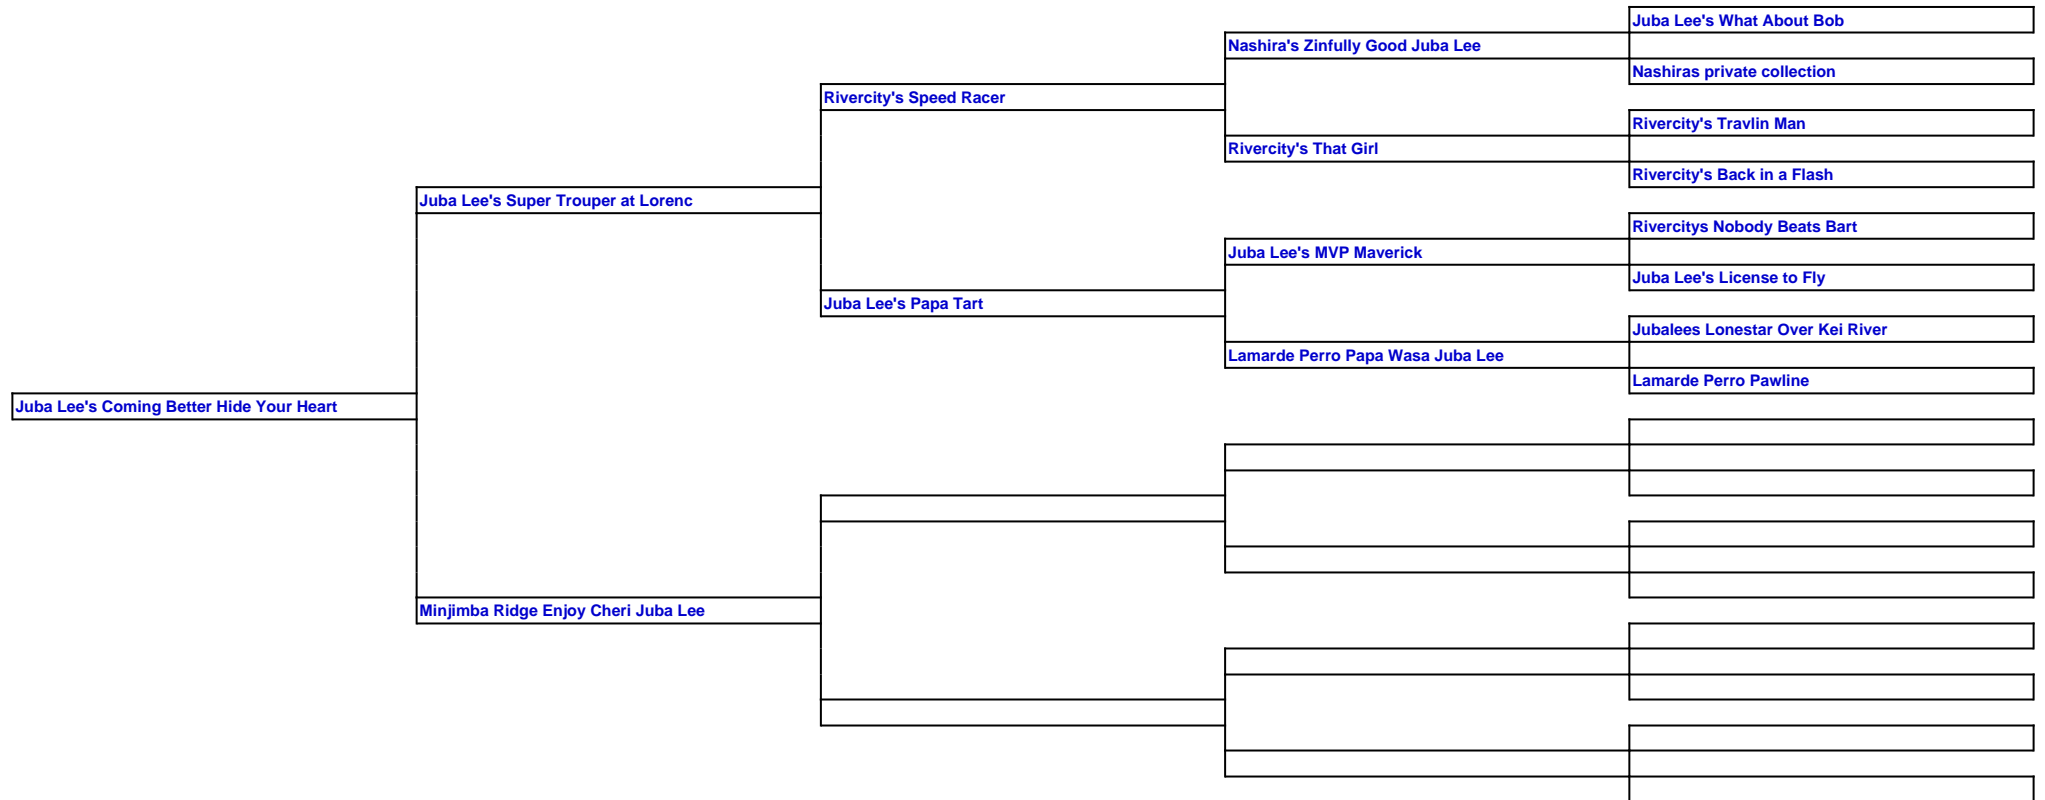 Juba Lee's What About Bob
Nashira's Zinfully Good Juba Lee
Nashiras private collection
Rivercity's Speed Racer
Rivercity's Travlin Man
Rivercity's That Girl
Rivercity's Back in a Flash
Juba Lee's Super Trouper at Lorenc
Rivercitys Nobody Beats Bart
Juba Lee's MVP Maverick
Juba Lee's License to Fly
Juba Lee's Papa Tart
Jubalees Lonestar Over Kei River
Lamarde Perro Papa Wasa Juba Lee
Lamarde Perro Pawline
Juba Lee's Coming Better Hide Your Heart
Minjimba Ridge Enjoy Cheri Juba Lee